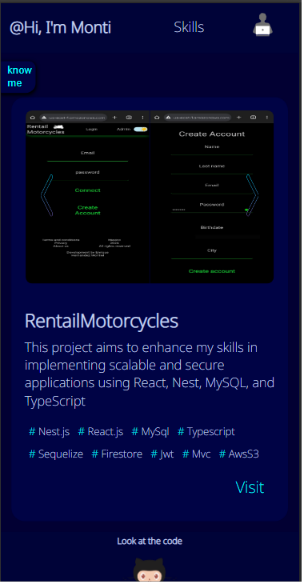 @Hi, I'm Monti
Skills
know
me
Rentail
Motorcycles
Login
Email
password
Connect
Create
Account
Create Account
Name
Last name
Email
Password
Birthdate
City
Create account
RentailMotorcycles
This project aims to enhance my skills in
implementing scalable and secure
applications using React, Nest, MySQL, and
TypeScript
# Nest.js # React.js # MySql # Typescript
# Sequelize # Firestore # Jwt # Mvc # AwsS3
Visit
Look at the code